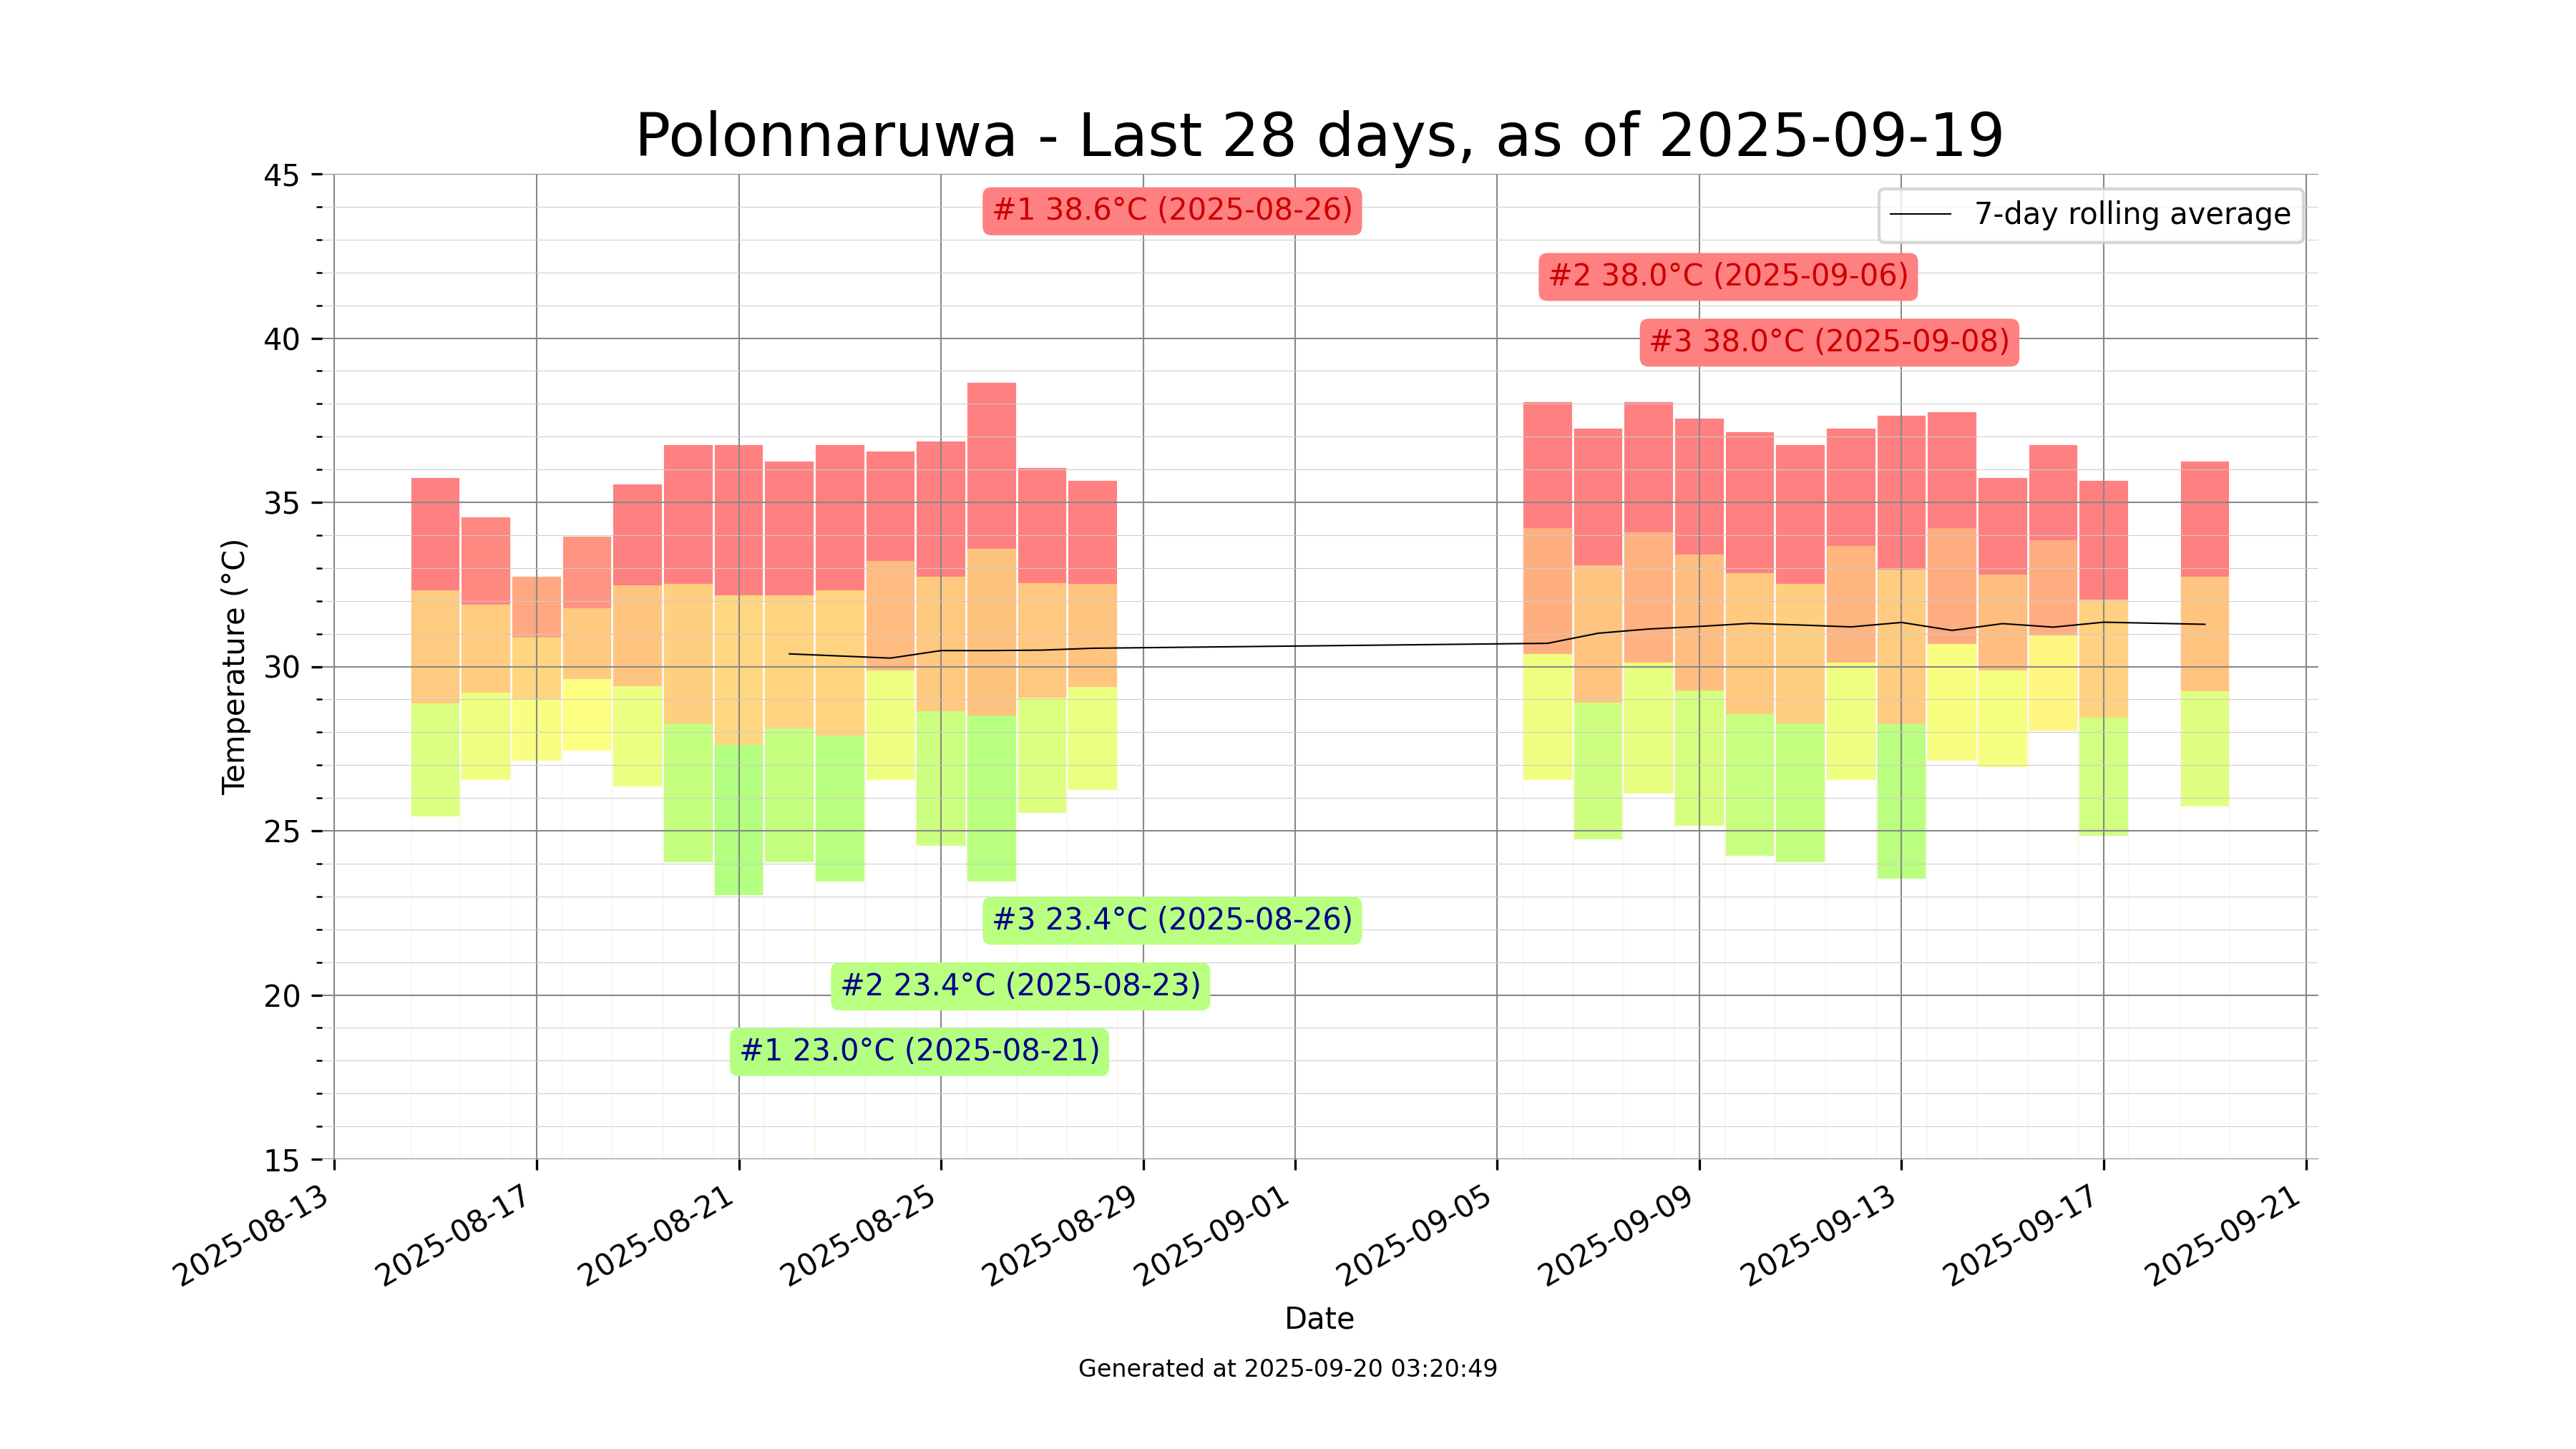 Polonnaruwa - Last 28 days, as of 2025-09-19
45
40
35
30
25
20
15
Temperature (°C)
#1 38.6°C (2025-08-26)
7-day rolling average
#2 38.0°C (2025-09-06)
#3 38.0°C (2025-09-08)
#3 23.4°C (2025-08-26)
#2 23.4°C (2025-08-23)
#1 23.0°C (2025-08-21)
2025-08-13
2025-08-17
2025-08-21
2025-08-25
2025-08-29
2025-09-01
2025-09-05
2025-09-09
2025-09-13
2025-09-17
2025-09-21
Date
Generated at 2025-09-20 03:20:49